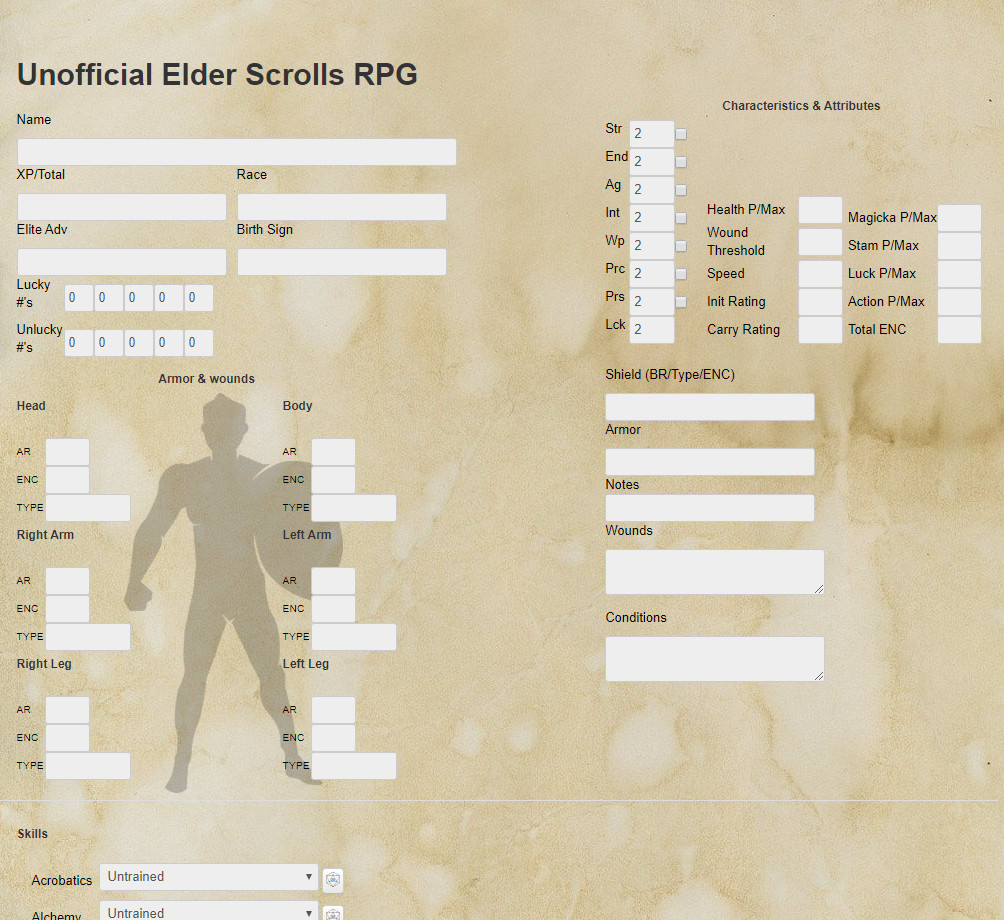 Unofficial Elder Scrolls RPG
Name
XP/Total
Race
Elite Adv
Birth Sign
Lucky
#'s
0 0 0 0 0
Unlucky
#'s
0 0 0 0 0
Characteristics & Attributes
Str 2
End 2
Ag 2
Int 2
Wp 2
Prc 2
Prs 2
Lck 2
Health P/Max
Wound
Threshold
Speed
Init Rating
Carry Rating
Magicka P/Max
Stam P/Max
Luck P/Max
Action P/Max
Total ENC
Armor & wounds
Head
AR
ENC
TYPE
Body
AR
ENC
TYPE
Right Arm
AR
ENC
TYPE
Left Arm
AR
ENC
TYPE
Right Leg
AR
ENC
TYPE
Left Leg
AR
ENC
TYPE
Shield (BR/Type/ENC)
Armor
Notes
Wounds
Conditions
Skills
Acrobatics Untrained
Alchemy Untrained